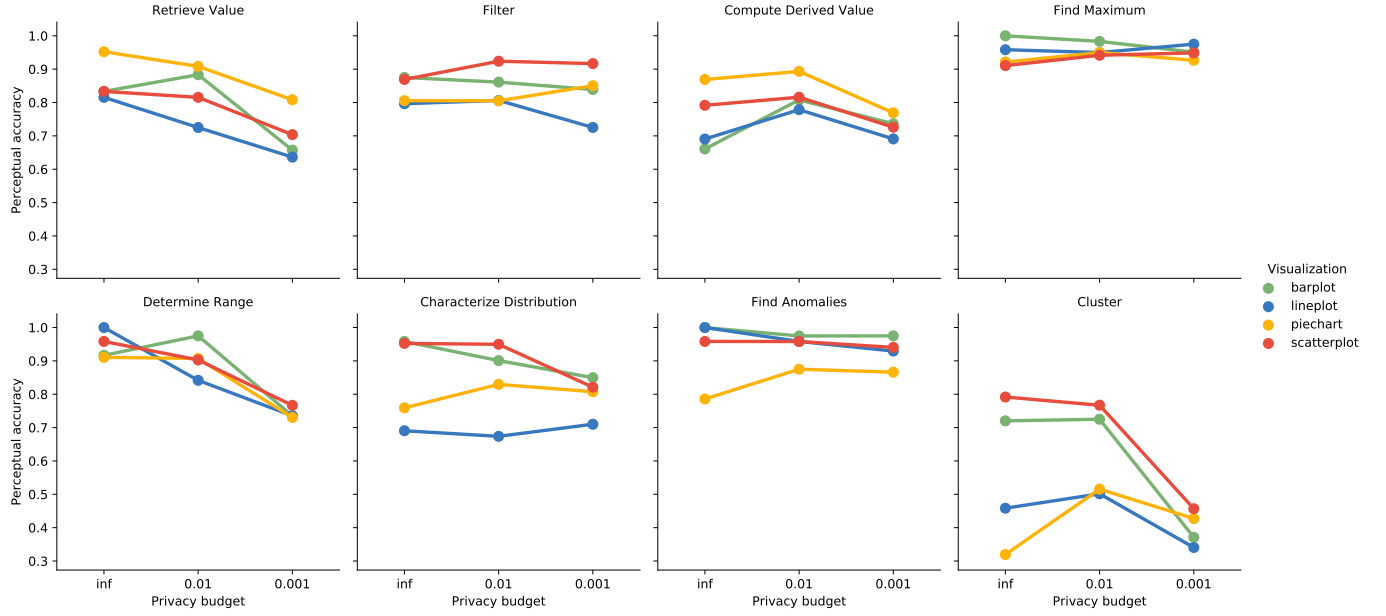 Retrieve Value
Filter
Compute Derived Value
Find Maximum
Perceptual accuracy
1.0
0.9
0.8
0.7
0.6
0.5
0.4
0.3
Determine Range
Characterize Distribution
Find Anomalies
Cluster
Perceptual accuracy
1.0
0.9
0.8
0.7
0.6
0.5
0.4
0.3
inf 0.01 0.001
Privacy budget
inf 0.01 0.001
Privacy budget
inf 0.01 0.001
Privacy budget
inf 0.01 0.001
Privacy budget
Visualization
barplot
lineplot
piechart
scatterplot